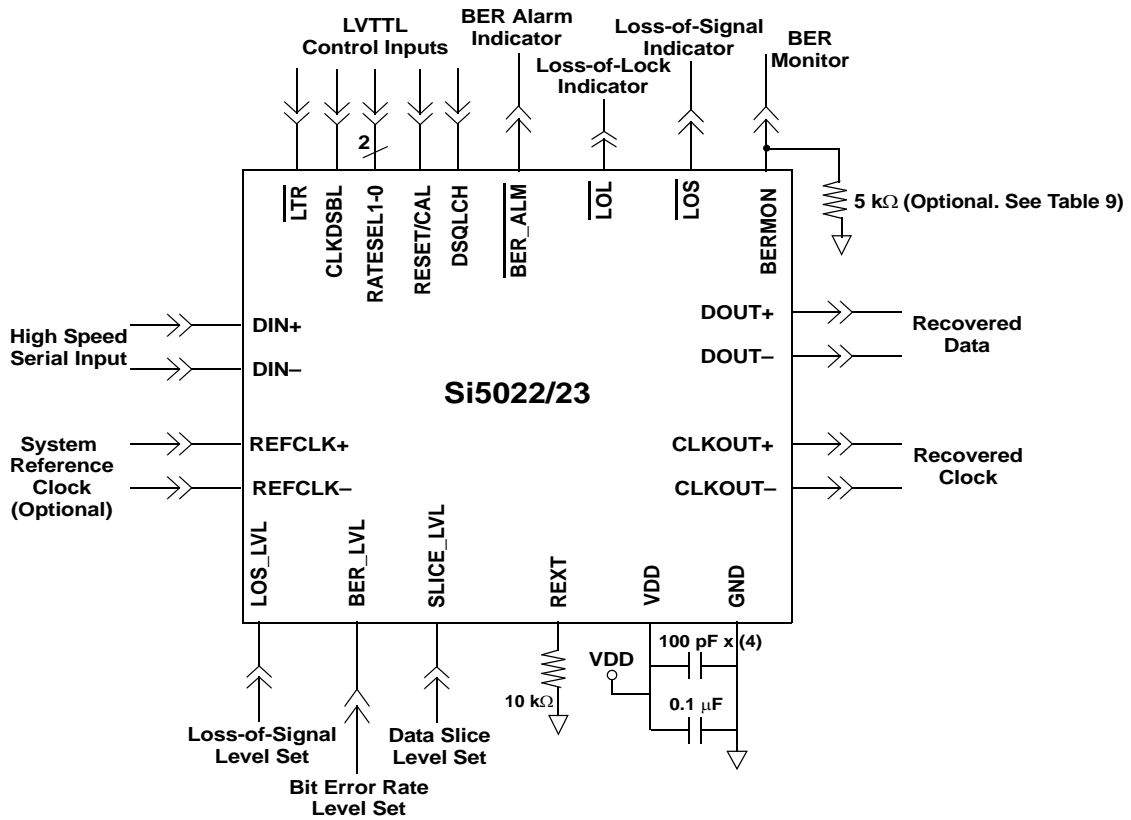 LVTTL
Control Inputs
BER Alarm
Indicator
Loss-of-Lock
Indicator
Loss-of-Signal
Indicator
BER
Monitor
2
LTR
CLKDSBL
RATESEL1-0
RESET/CAL
DSQLCH
BER_ALM
LOL
LOS
BERMON
5 kΩ (Optional. See Table 9)
High Speed
Serial Input
DIN+
DIN–
System
Reference
Clock
(Optional)
REFCLK+
REFCLK–
Si5022/23
DOUT+
DOUT–
Recovered
Data
CLKOUT+
CLKOUT–
Recovered
Clock
LOS_LVL
BER_LVL
SLICE_LVL
REXT
VDD
GND
Loss-of-Signal
Level Set
Bit Error Rate
Level Set
Data Slice
Level Set
10 kΩ
VDD
100 pF x (4)
0.1 μF